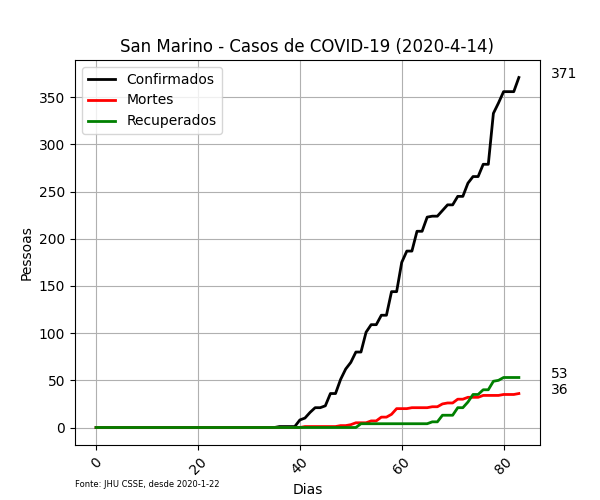 San Marino - Casos de COVID-19 (2020-4-14)
Confirmados
Mortes
Recuperados
371
53
36
350
300
250
200
150
100
50
0
Pessoas
0
20
40
60
80
Dias
Fonte: JHU CSSE, desde 2020-1-22